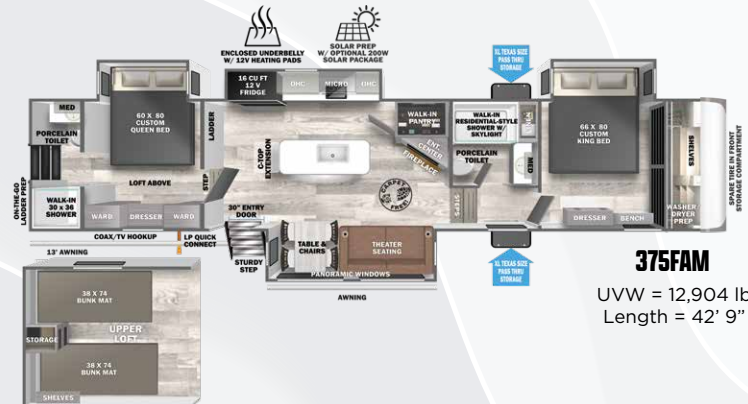 ENCLOSED UNDERBELLY
W/ 12V HEATING PADS
SOLAR PREP
W/ OPTIONAL 200W
SOLAR PACKAGE
XL TEXAS SIZE
PASS THRU
STORAGE
16 CU FT
12 V
FRIDGE
OHC
MICRO
OHC
MED
PORCELAIN
TOILET
60 X 80
CUSTOM
QUEEN BED
LADDER
LOFT ABOVE
STEP
ON-THE-GO
LADDER PREP
WALK-IN
30 x 36
SHOWER
WARD
DRESSER
WARD
COAX/TV HOOKUP
LP QUICK
CONNECT
13' AWNING
C-TOP
EXTENSION
WALK-IN
PANTRY
ENT.
CENTER
FIREPLACE
CARPET
FREE
30" ENTRY
DOOR
STURDY
STEP
TABLE &
CHAIRS
THEATER
SEATING
PANORAMIC WINDOWS
AWNING
WALK-IN
RESIDENTIAL-STYLE
SHOWER W/
SKYLIGHT
LINEN
PORCELAIN
TOILET
MED
STEPS
66 X 80
CUSTOM
KING BED
DRESSER
BENCH
SHELVES
WASHER
DRYER
PREP
SPARE TIRE IN FRONT
STORAGE COMPARTMENT
XL TEXAS SIZE
PASS THRU
STORAGE
38 X 74
BUNK MAT
UPPER
LOFT
STORAGE
38 X 74
BUNK MAT
SHELVES
375FAM
UVW = 12,904 lb
Length = 42' 9"